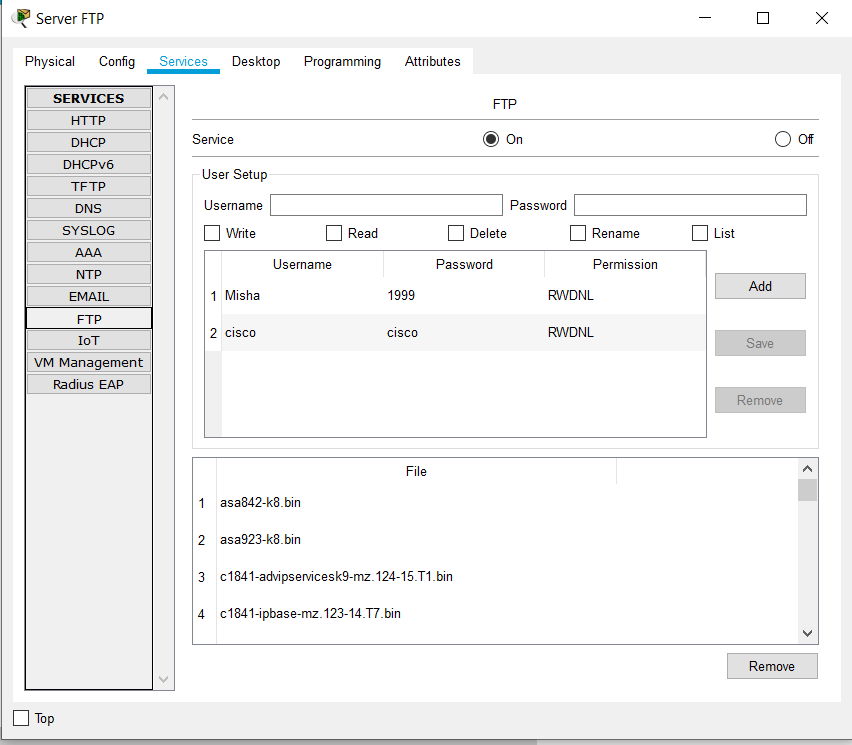 Server FTP
Physical Config Services Desktop Programming Attributes
SERVICES
HTTP
DHCP
DHCPv6
TFTP
DNS
SYSLOG
AAA
NTP
EMAIL
FTP
IoT
VM Management
Radius EAP
FTP
Service On Off
User Setup
Username Password
Write Read Delete Rename List
Username Password Permission
1 Misha 1999 RWDNL
2 cisco cisco RWDNL
Add
Save
Remove
File
1 asa842-k8.bin
2 asa923-k8.bin
3 c1841-advipservicesk9-mz.124-15.T1.bin
4 c1841-ipbase-mz.123-14.T7.bin
Remove
Top